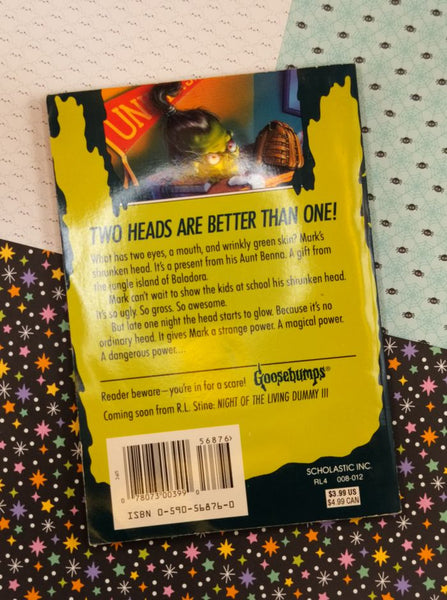 UN
TWO HEADS ARE BETTER THAN ONE!
What has two eyes, a mouth, and wrinkly green skin? Mark's
shrunken head. It's a present from his Aunt Benna. A gift from
the jungle island of Baladora.
Mark can't wait to show the kids at school his shrunken head.
It's so ugly. So gross. So awesome.
But late one night the head starts to glow. Because it's no
ordinary head. It gives Mark a strange power. A magical power.
A dangerous power....
Reader beware—you're in for a scare! Goosebumps®
Coming soon from R.L. Stine: NIGHT OF THE LIVING DUMMY III
56876>
0 78073 00399
ISBN 0-590-56876-0
SCHOLASTIC INC.
RL4 008-012
$3.99 US
$4.99 CAN